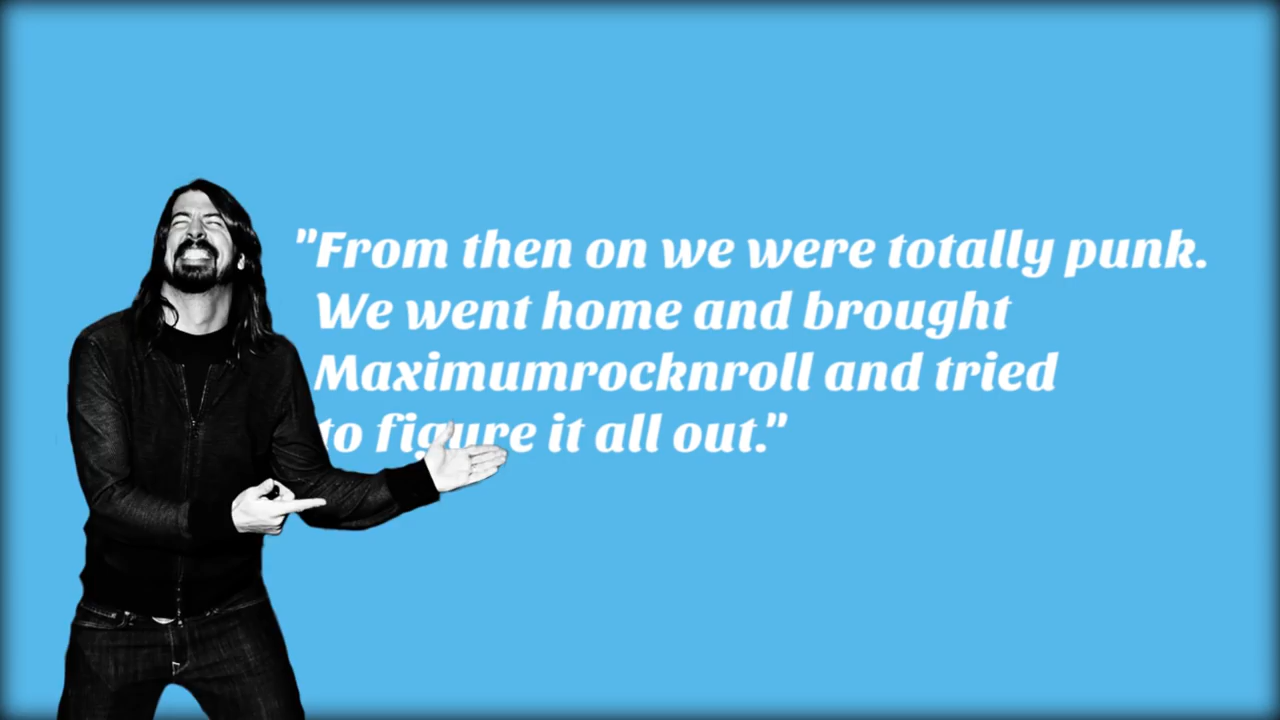 "From then on we were totally punk.
We went home and brought
Maximumrocknroll and tried
to figure it all out."